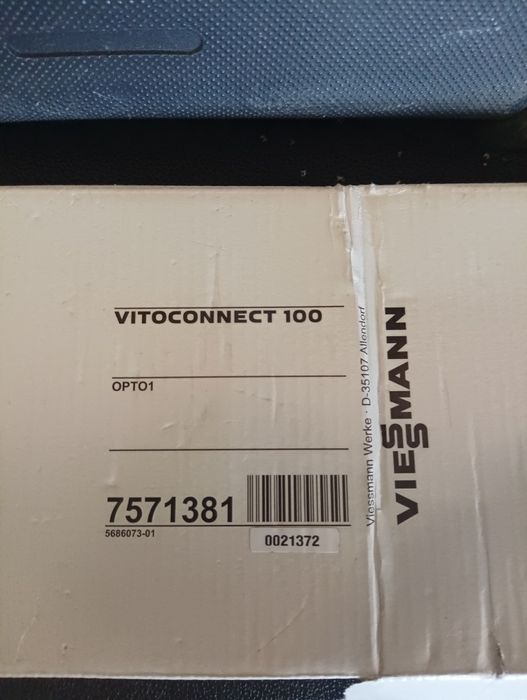 VITOCONNECT 100
OPTO1
7571381
5686073-01
0021372
Viessmann Werke · D-35107 Allendorf
VIESSMANN